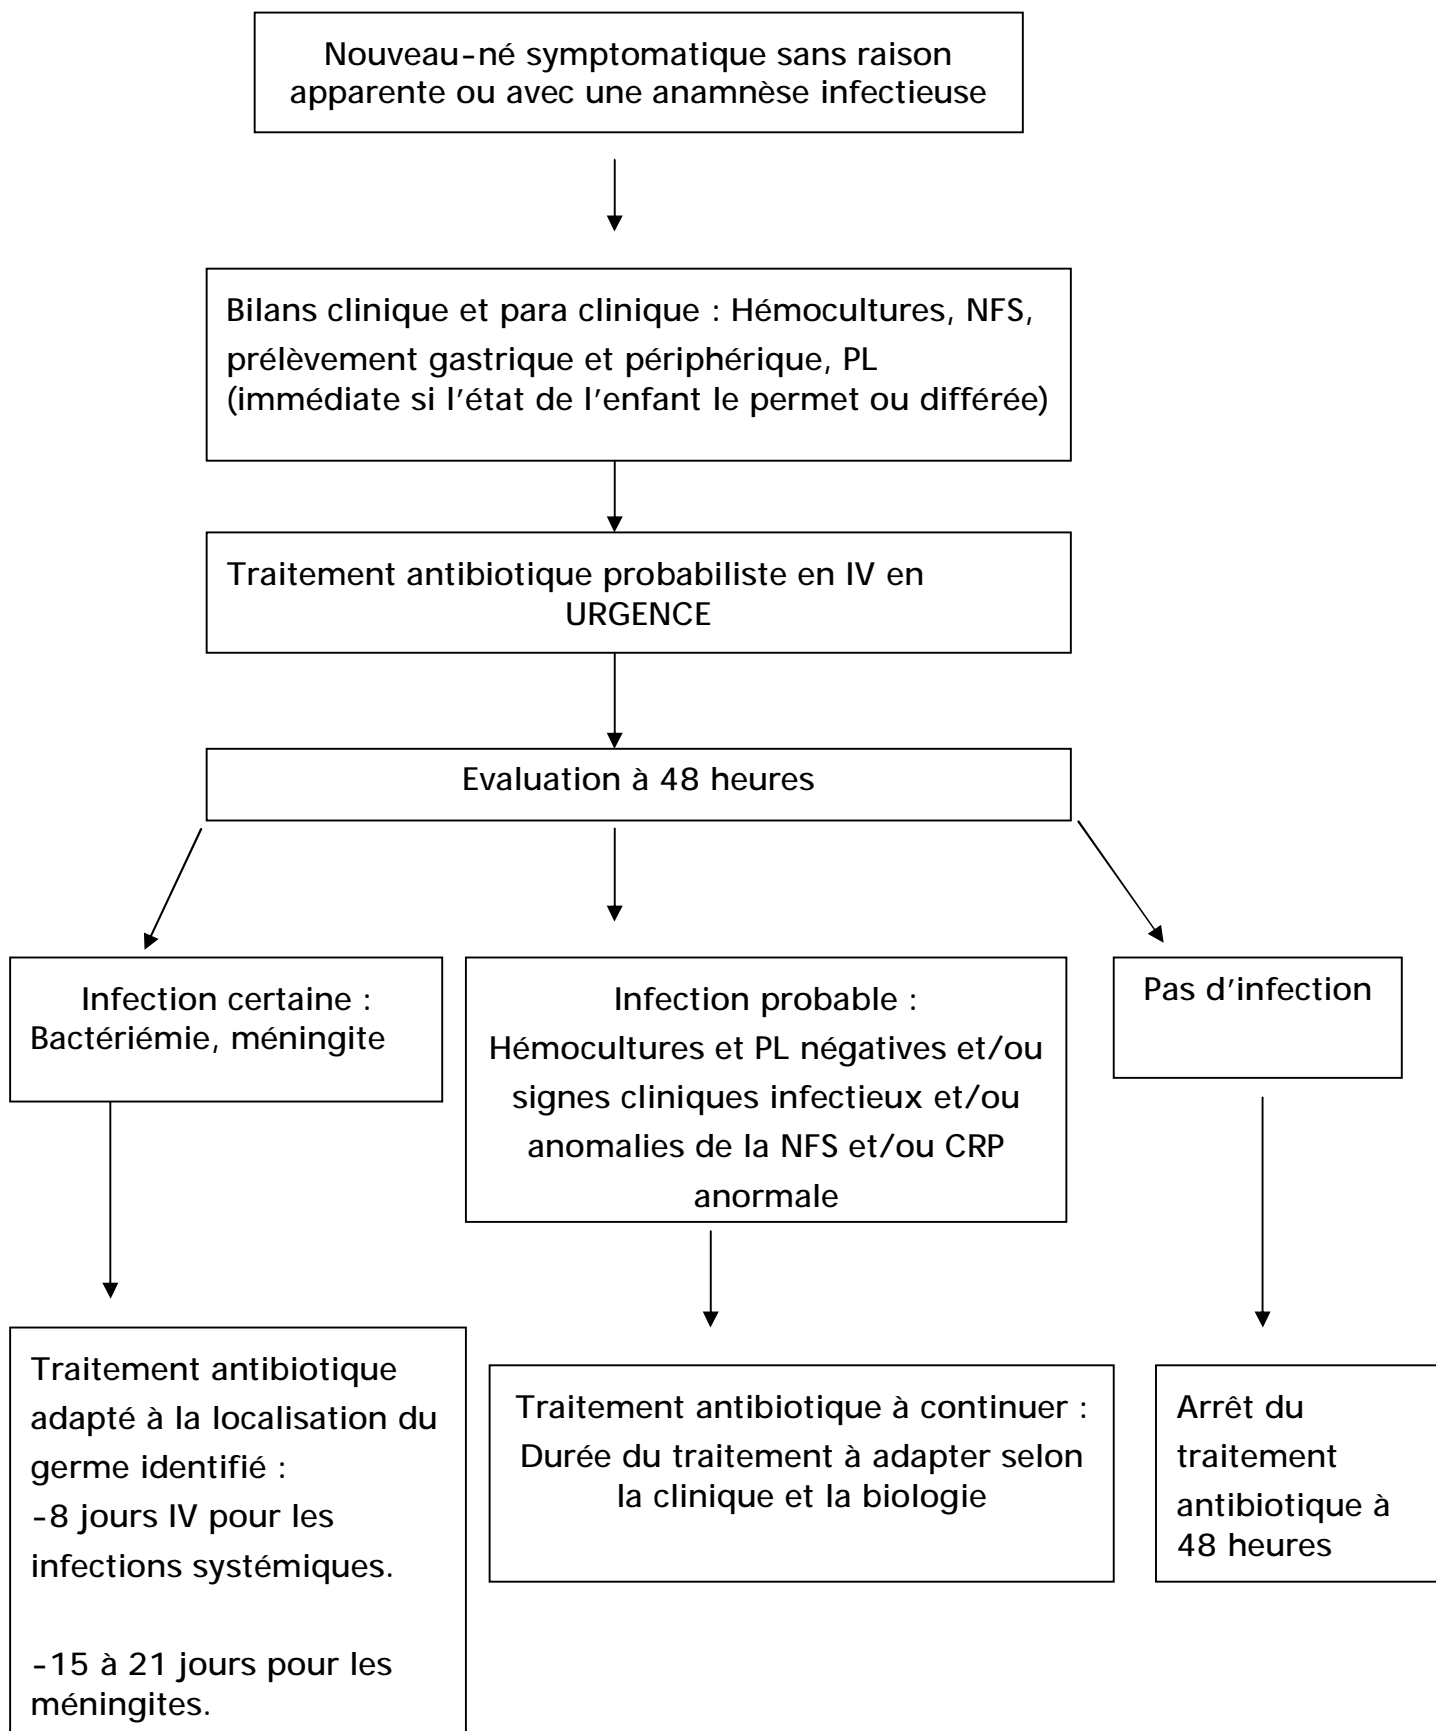 Nouveau-né symptomatique sans raison
apparente ou avec une anamnèse infectieuse
Bilans clinique et para clinique : Hémocultures, NFS,
prélèvement gastrique et périphérique, PL
(immédiate si l'état de l'enfant le permet ou différée)
Traitement antibiotique probabiliste en IV en
URGENCE
Evaluation à 48 heures
Infection certaine :
Bactériémie, méningite
Infection probable :
Hémocultures et PL négatives et/ou
signes cliniques infectieux et/ou
anomalies de la NFS et/ou CRP
anormale
Pas d'infection
Traitement antibiotique
adapté à la localisation du
germe identifié :
-8 jours IV pour les
infections systémiques.
-15 à 21 jours pour les
méningites.
Traitement antibiotique à continuer :
Durée du traitement à adapter selon
la clinique et la biologie
Arrêt du
traitement
antibiotique à
48 heures